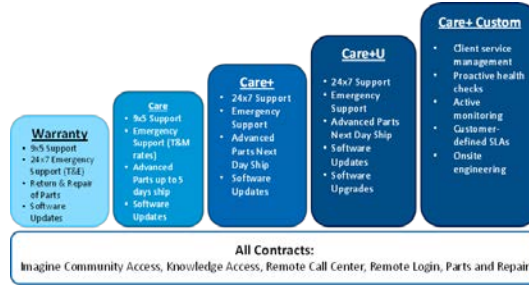 Warranty
• 9x5 Support
• 24x7 Emergency
Support (T&E)
• Return & Repair
of Parts
• Software
Updates
Care
• 9x5 Support
• Emergency
Support (T&M
rates)
• Advanced
Parts up to 5
days ship
• Software
Updates
Care+
• 24x7 Support
• Emergency
Support
• Advanced
Parts Next
Day Ship
• Software
Updates
Care+U
• 24x7 Support
• Emergency
Support
• Advanced Parts
Next Day Ship
• Software
Updates
• Software
Upgrades
Care+ Custom
• Client service
management
• Proactive health
checks
• Active
monitoring
• Customer-
defined SLAs
• Onsite
engineering
All Contracts:
Imagine Community Access, Knowledge Access, Remote Call Center, Remote Login, Parts and Repair